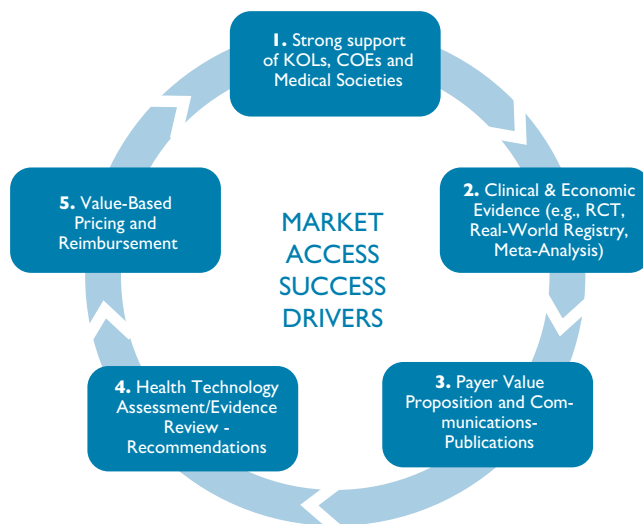 1. Strong support
of KOLs, COEs and
Medical Societies
2. Clinical & Economic
Evidence (e.g., RCT,
Real-World Registry,
Meta-Analysis)
3. Payer Value
Proposition and Com-
munications-
Publications
4. Health Technology
Assessment/Evidence
Review -
Recommendations
5. Value-Based
Pricing and
Reimbursement
MARKET
ACCESS
SUCCESS
DRIVERS